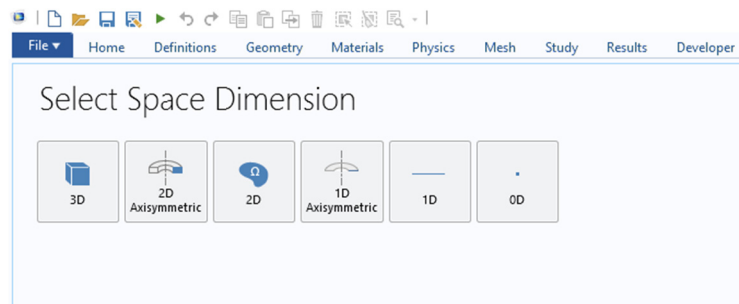 File Home Definitions Geometry Materials Physics Mesh Study Results Developer
Select Space Dimension
3D 2D Axisymmetric Ω 2D 1D Axisymmetric 1D 0D